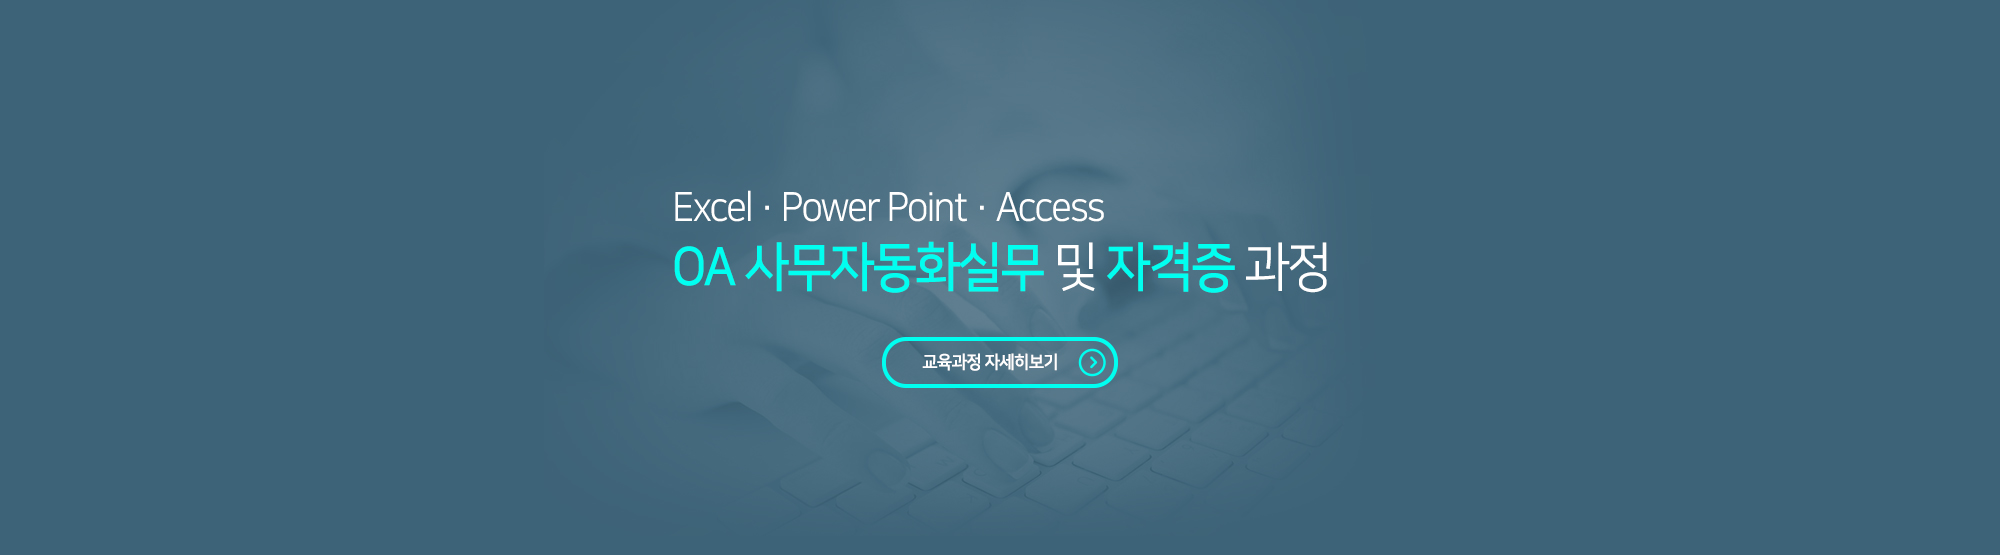 Excel · Power Point · Access
OA 사무자동화실무 및 자격증 과정
교육과정 자세히보기